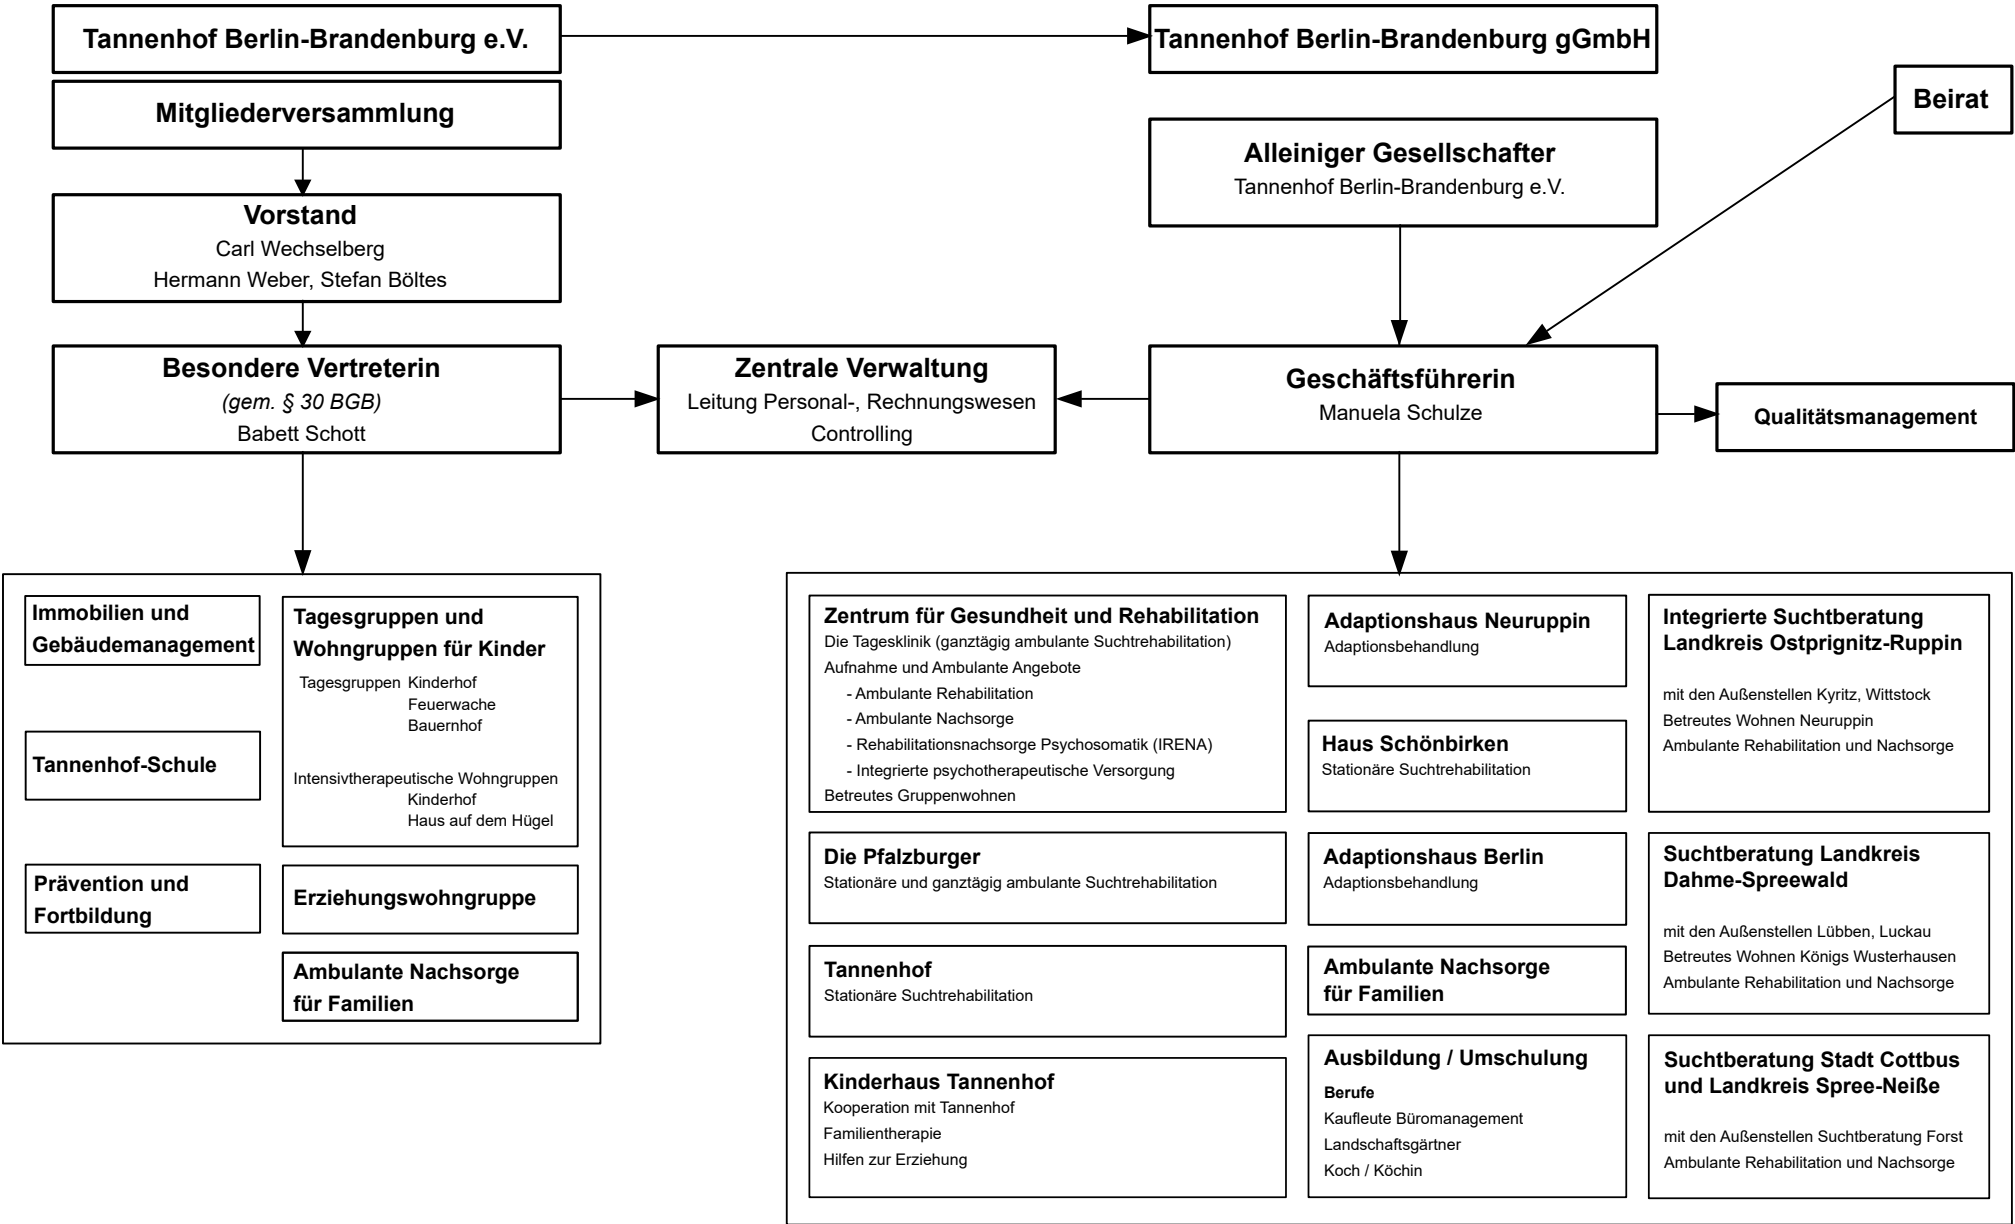 Tannenhof Berlin-Brandenburg e.V.
Tannenhof Berlin-Brandenburg gGmbH
Mitgliederversammlung
Beirat
Alleiniger Gesellschafter
Tannenhof Berlin-Brandenburg e.V.
Vorstand
Carl Wechselberg
Hermann Weber, Stefan Böltes
Besondere Vertreterin
(gem. § 30 BGB)
Babett Schott
Zentrale Verwaltung
Leitung Personal-, Rechnungswesen
Controlling
Geschäftsführerin
Manuela Schulze
Qualitätsmanagement
Immobilien und
Gebäudemanagement
Tannenhof-Schule
Prävention und
Fortbildung
Tagesgruppen und
Wohngruppen für Kinder
Tagesgruppen Kinderhof
Feuerwache
Bauernhof
Intensivtherapeutische Wohngruppen
Kinderhof
Haus auf dem Hügel
Erziehungswohngruppe
Ambulante Nachsorge
für Familien
Zentrum für Gesundheit und Rehabilitation
Die Tagesklinik (ganztägig ambulante Suchtrehabilitation)
Aufnahme und Ambulante Angebote
- Ambulante Rehabilitation
- Ambulante Nachsorge
- Rehabilitationsnachsorge Psychosomatik (IRENA)
- Integrierte psychotherapeutische Versorgung
Betreutes Gruppenwohnen
Die Pfalzburger
Stationäre und ganztägig ambulante Suchtrehabilitation
Tannenhof
Stationäre Suchtrehabilitation
Kinderhaus Tannenhof
Kooperation mit Tannenhof
Familientherapie
Hilfen zur Erziehung
Adaptionshaus Neuruppin
Adaptionsbehandlung
Haus Schönbirken
Stationäre Suchtrehabilitation
Adaptionshaus Berlin
Adaptionsbehandlung
Ambulante Nachsorge
für Familien
Ausbildung / Umschulung
Berufe
Kaufleute Büromanagement
Landschaftsgärtner
Koch / Köchin
Integrierte Suchtberatung
Landkreis Ostprignitz-Ruppin
mit den Außenstellen Kyritz, Wittstock
Betreutes Wohnen Neuruppin
Ambulante Rehabilitation und Nachsorge
Suchtberatung Landkreis
Dahme-Spreewald
mit den Außenstellen Lübben, Luckau
Betreutes Wohnen Königs Wusterhausen
Ambulante Rehabilitation und Nachsorge
Suchtberatung Stadt Cottbus
und Landkreis Spree-Neiße
mit den Außenstellen Suchtberatung Forst
Ambulante Rehabilitation und Nachsorge